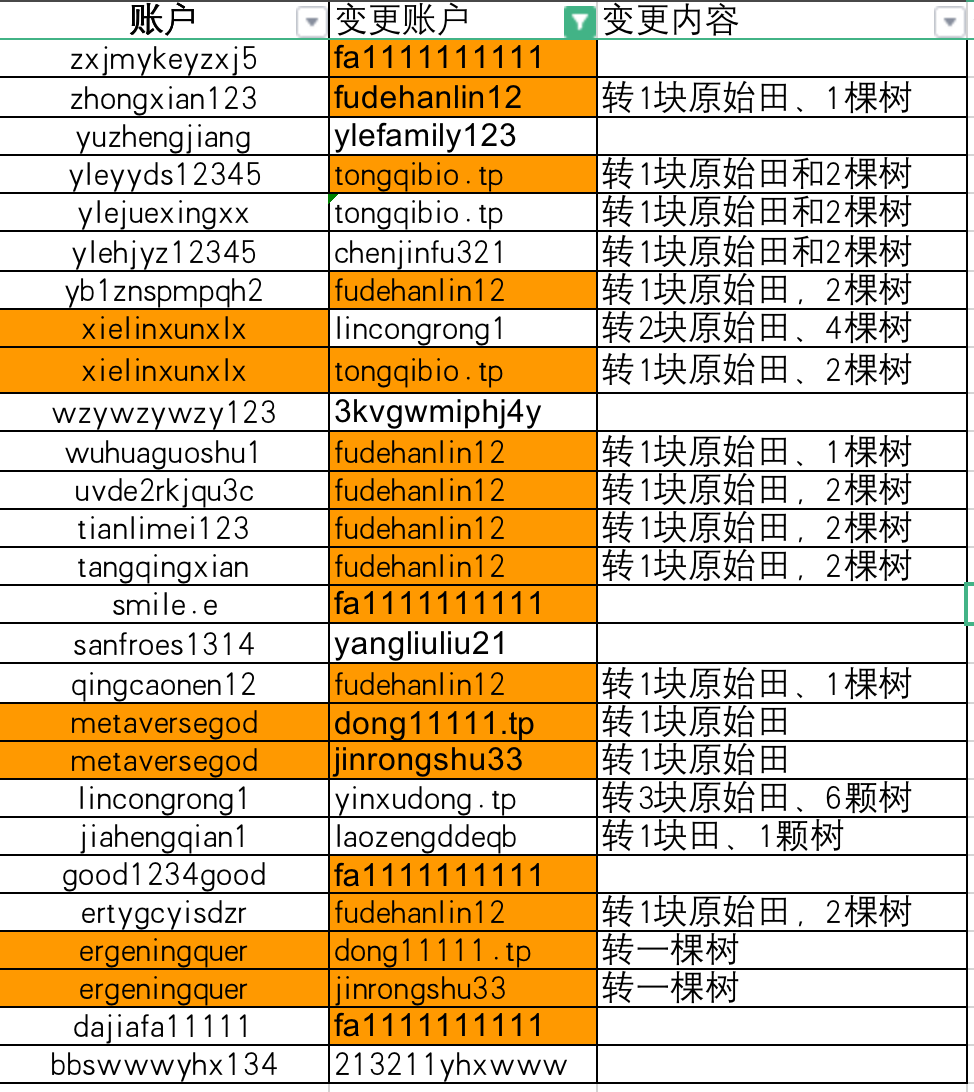 账户 变更账户 变更内容
zxjmykeyzxj5 fa1111111111
zhongxian123 fudehanlin12 转1块原始田、1棵树
yuzhengjiang ylefamily123
yleyyds12345 tongqibio.tp 转1块原始田和2棵树
ylejuexingxx tongqibio.tp 转1块原始田和2棵树
ylehjyz12345 chenjinfu321 转1块原始田和2棵树
yb1znspmpqh2 fudehanlin12 转1块原始田, 2棵树
xielinxunxlx lincongrong1 转2块原始田、4棵树
xielinxunxlx tongqibio.tp 转1块原始田、2棵树
wzywzywzy123 3kvgwmiphj4y
wuhuaguoshu1 fudehanlin12 转1块原始田、1棵树
uvde2rkjqu3c fudehanlin12 转1块原始田, 2棵树
tianlimei123 fudehanlin12 转1块原始田, 2棵树
tangqingxian fudehanlin12 转1块原始田, 2棵树
smile.e fa1111111111
sanfroes1314 yangliuliu21
qingcaonen12 fudehanlin12 转1块原始田、1棵树
metaversegod dong11111.tp 转1块原始田
metaversegod jinrongshu33 转1块原始田
lincongrong1 yinxudong.tp 转3块原始田、6颗树
jiahengqian1 laozengddeqb 转1块田、1颗树
good1234good fa1111111111
ertygcyisdzr fudehanlin12 转1块原始田, 2棵树
ergeningquer dong11111.tp 转一棵树
ergeningquer jinrongshu33 转一棵树
dajiafa11111 fa1111111111
bbswwwyhx134 213211yhxwww